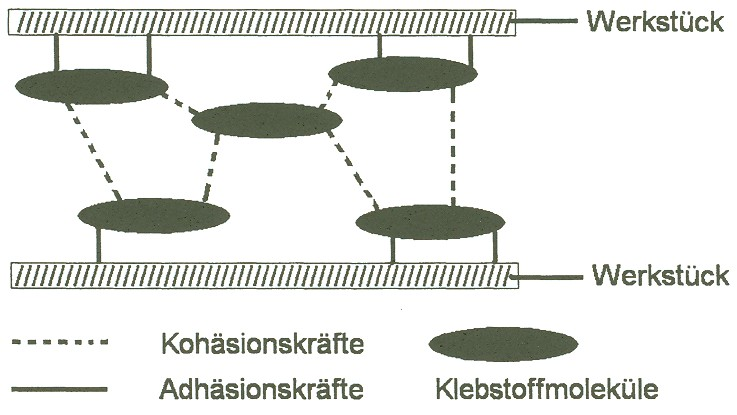 Werkstück
Werkstück
Kohäsionskräfte
Adhäsionskräfte Klebstoffmoleküle